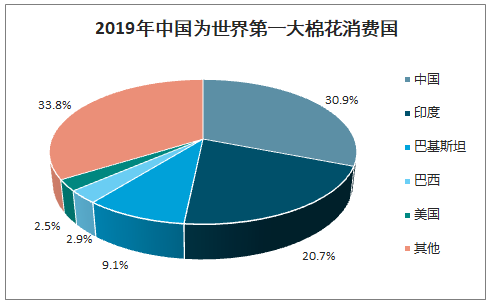 2019年中国为世界第一大棉花消费国
33.8%
30.9%
2.5%
2.9%
9.1%
20.7%
中国
印度
巴基斯坦
巴西
美国
其他